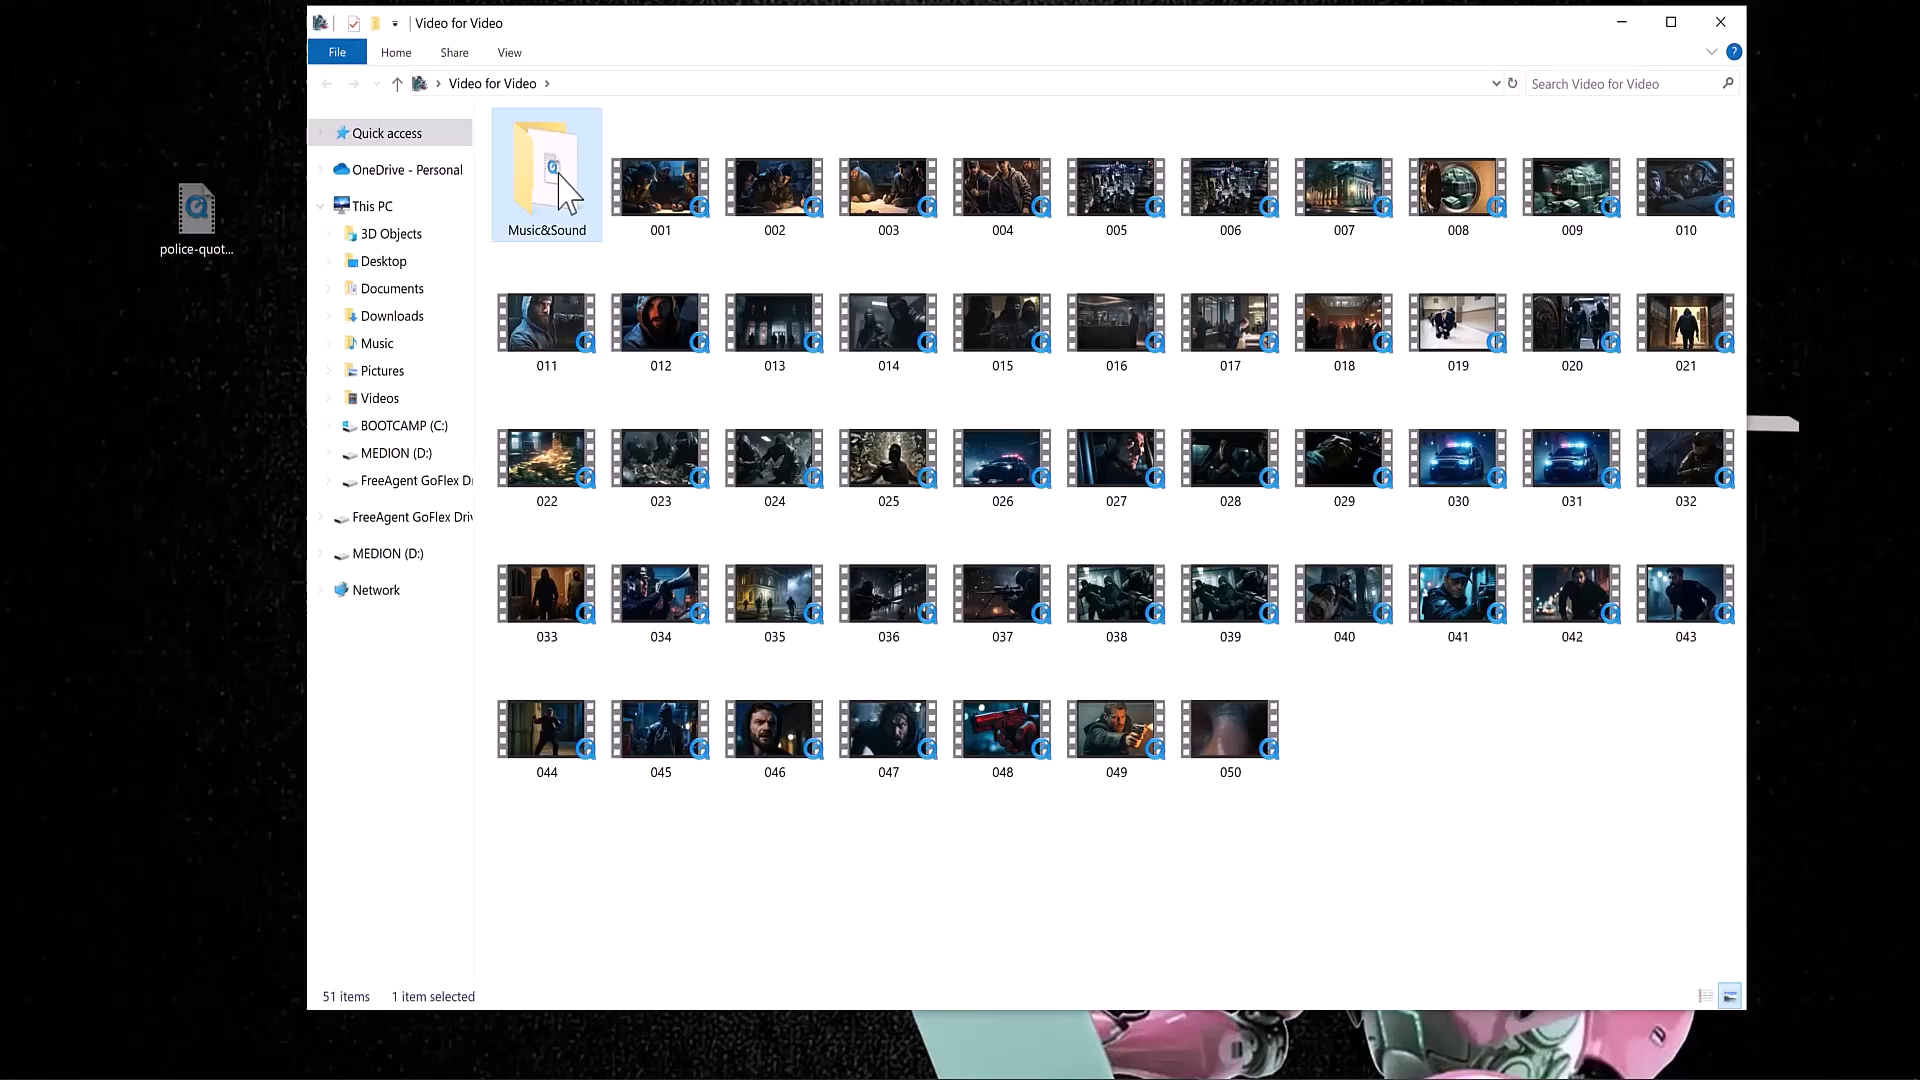 Video for Video
File Home Share View
?
Video for Video
Search Video for Video
Quick access
OneDrive - Personal
This PC
3D Objects
Desktop
Documents
Downloads
Music
Pictures
Videos
BOOTCAMP (C:)
MEDION (D:)
FreeAgent GoFlex D
FreeAgent GoFlex Driv
MEDION (D:)
Network
police-quot...
Music&Sound 001 002 003 004 005 006 007 008 009 010
011 012 013 014 015 016 017 018 019 020 021
022 023 024 025 026 027 028 029 030 031 032
033 034 035 036 037 038 039 040 041 042 043
044 045 046 047 048 049 050
51 items 1 item selected